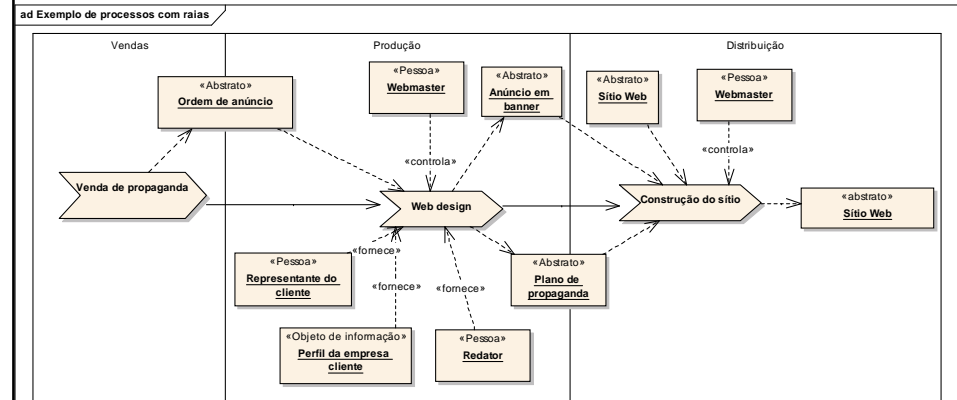 ad Exemplo de processos com raias
Vendas
Produção
Distribuição
«Abstrato»
Ordem de anúncio
«Pessoa»
Webmaster
«Abstrato»
Anúncio em
banner
«Abstrato»
Sítio Web
«Pessoa»
Webmaster
«controla»
«controla»
Venda de propaganda
Web design
Construção do sítio
«abstrato»
Sítio Web
«fornece»
«Pessoa»
Representante do
cliente
«fornece»
«fornece»
«Abstrato»
Plano de
propaganda
«Objeto de informação»
Perfil da empresa
cliente
«Pessoa»
Redator